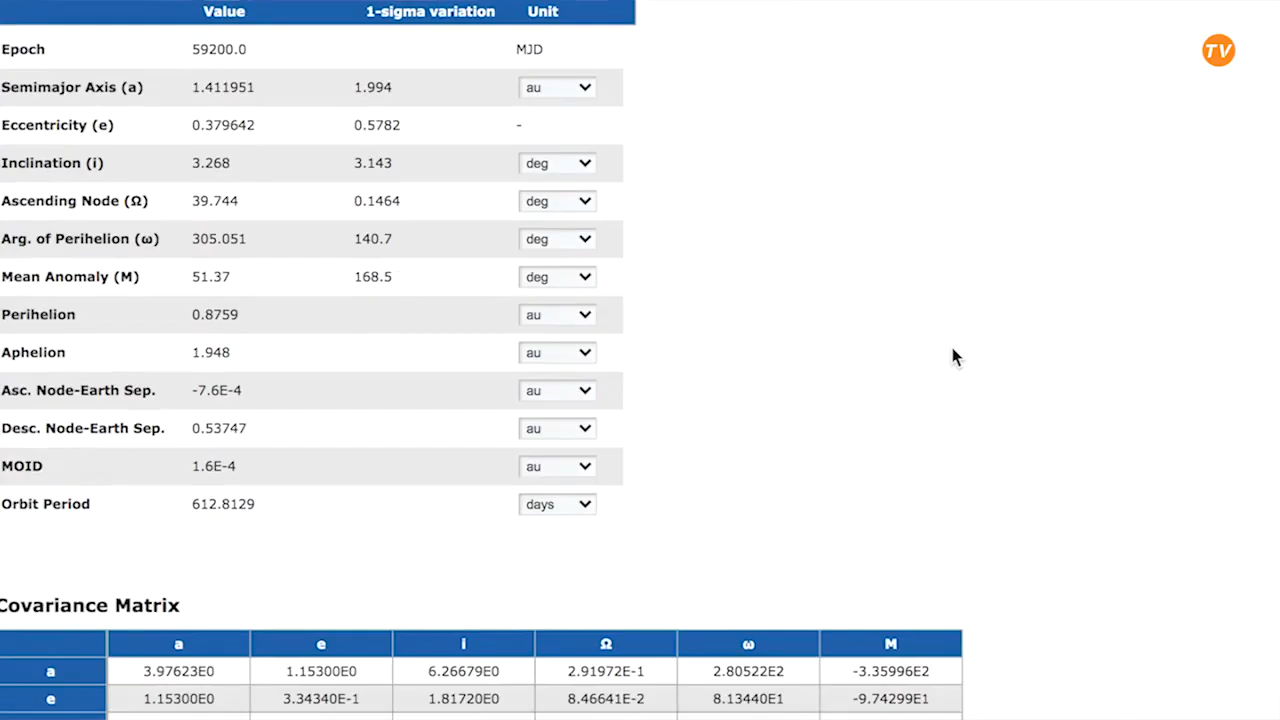 Value 1-sigma variation Unit
TV
Epoch 59200.0 MJD
Semimajor Axis (a) 1.411951 1.994 au
Eccentricity (e) 0.379642 0.5782 -
Inclination (i) 3.268 3.143 deg
Ascending Node (Ω) 39.744 0.1464 deg
Arg. of Perihelion (ω) 305.051 140.7 deg
Mean Anomaly (M) 51.37 168.5 deg
Perihelion 0.8759 au
Aphelion 1.948 au
Asc. Node-Earth Sep. -7.6E-4 au
Desc. Node-Earth Sep. 0.53747 au
MOID 1.6E-4 au
Orbit Period 612.8129 days
Covariance Matrix
a e i Ω ω M
a 3.97623E0 1.15300E0 6.26679E0 2.91972E-1 2.80522E2 -3.35996E2
e 1.15300E0 3.34340E-1 1.81720E0 8.46641E-2 8.13440E1 -9.74299E1